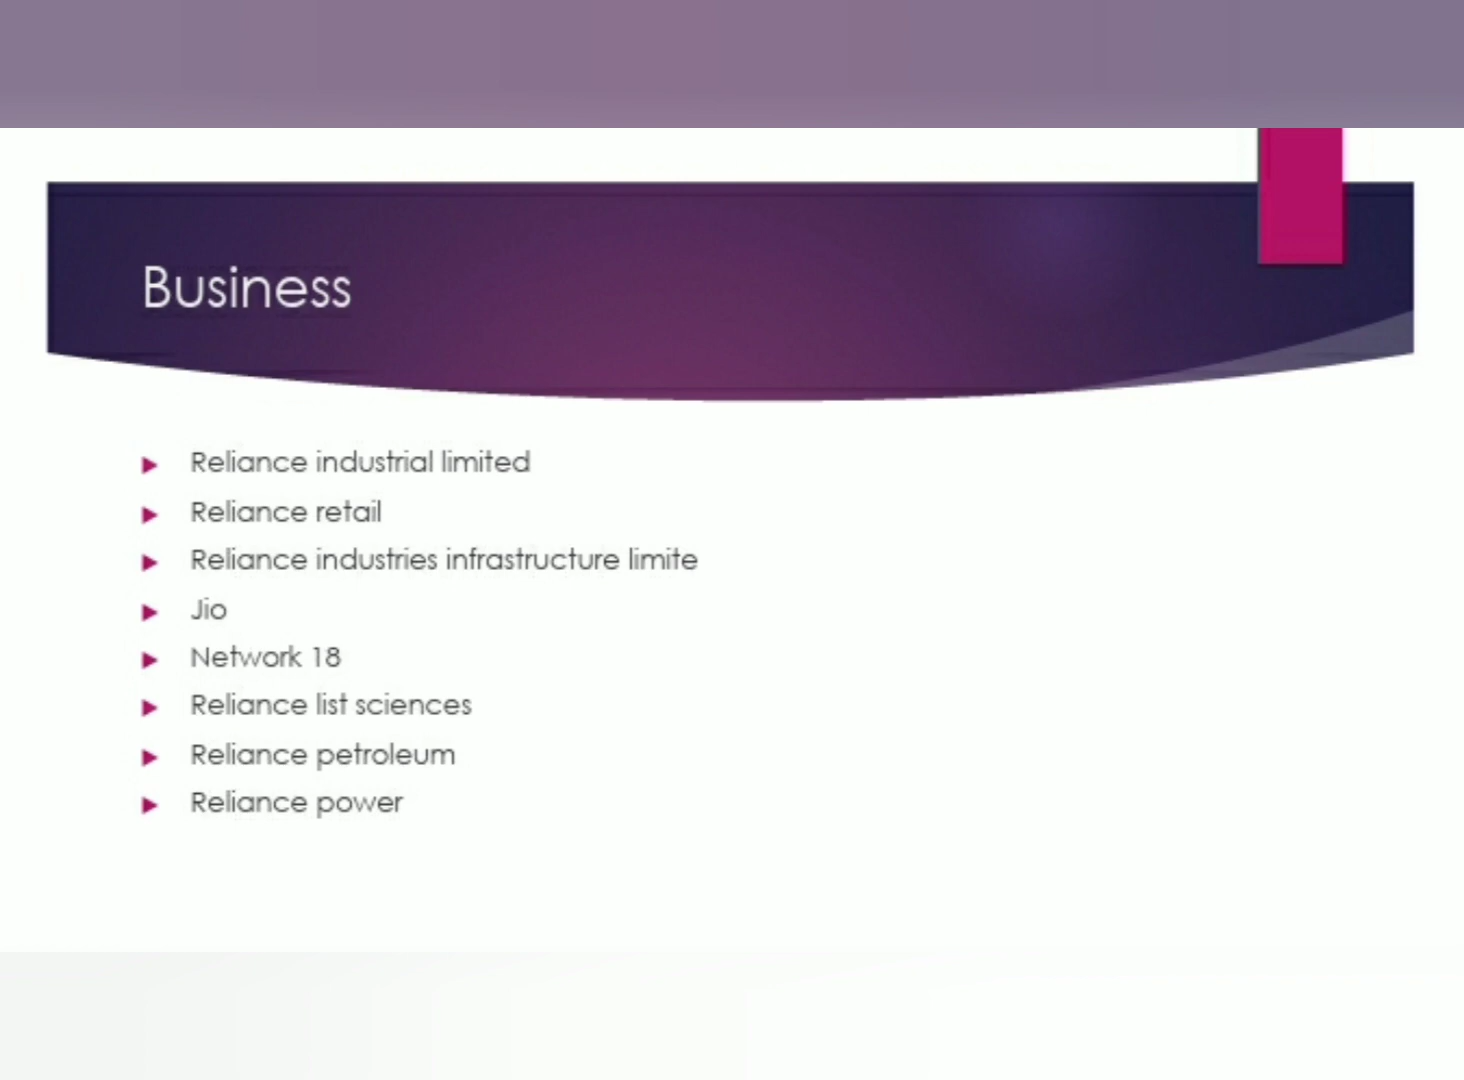 Business
Reliance industrial limited
Reliance retail
Reliance industries infrastructure limite
Jio
Network 18
Reliance list sciences
Reliance petroleum
Reliance power